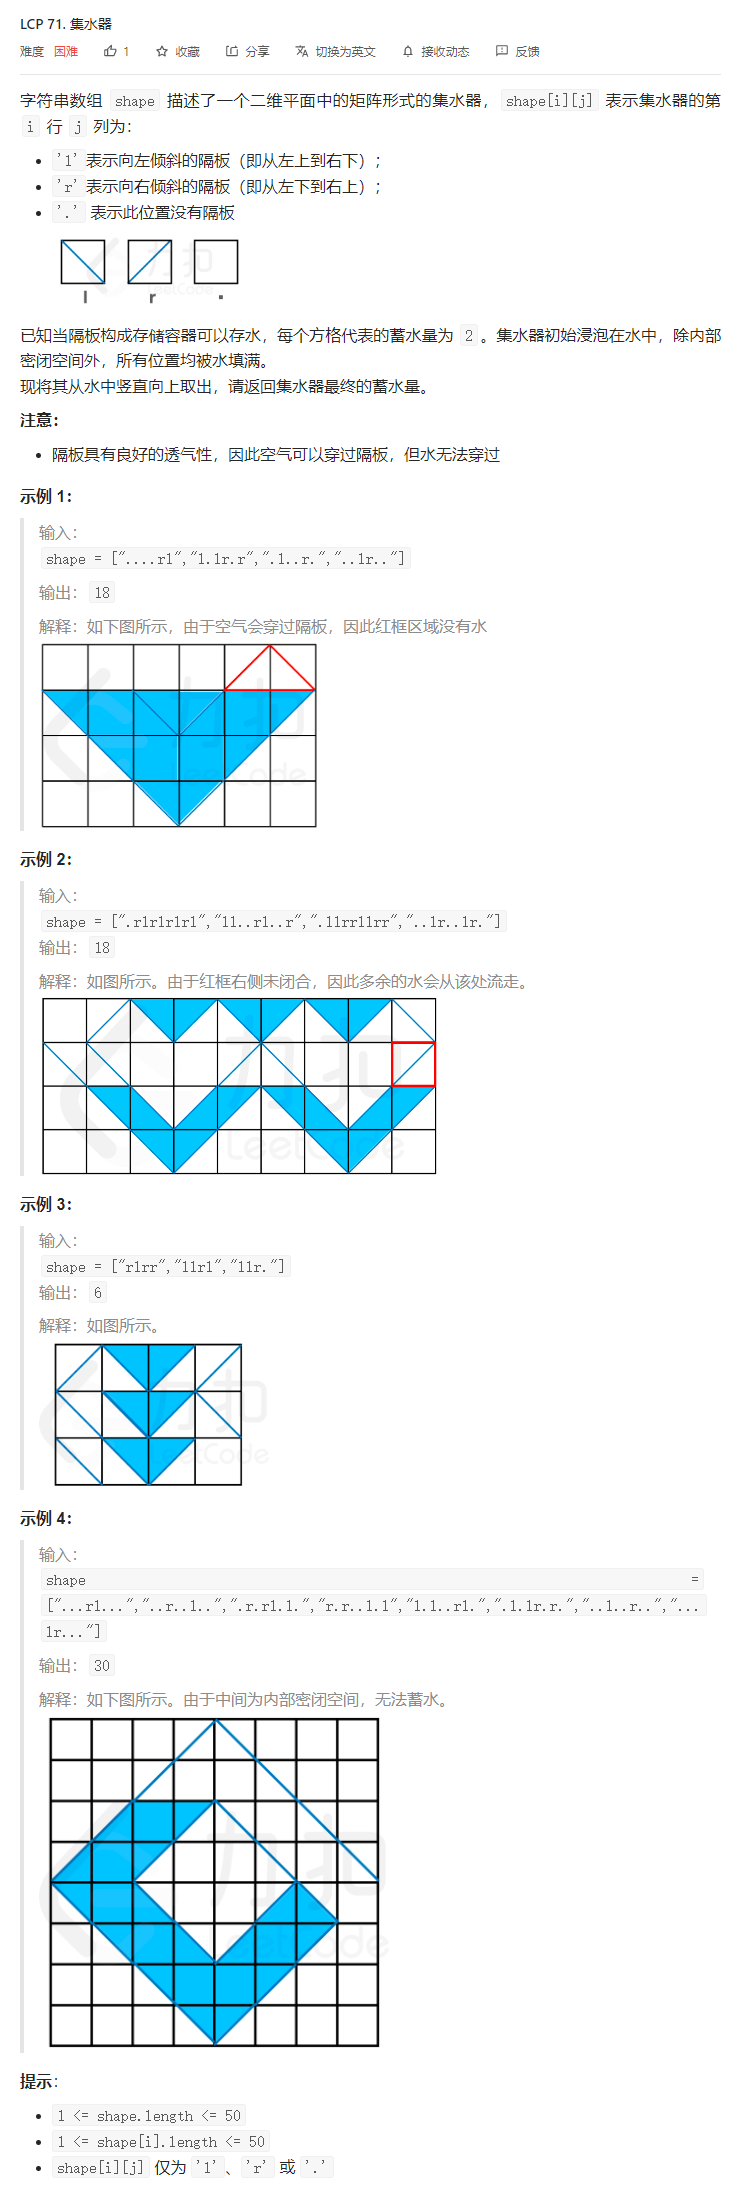 LCP 71. 集水器
难度 困难 1 收藏 分享 切换为英文 接收动态 反馈
字符串数组 shape 描述了一个二维平面中的矩阵形式的集水器，shape[i][j] 表示集水器的第
i 行 j 列为：
• 'l' 表示向左倾斜的隔板（即从左上到右下）；
• 'r' 表示向右倾斜的隔板（即从左下到右上）；
• '.' 表示此位置没有隔板
l r .
已知当隔板构成存储容器可以存水，每个方格代表的蓄水量为 2。集水器初始浸泡在水中，除内部
密闭空间外，所有位置均被水填满。
现将其从水中竖直向上取出，请返回集水器最终的蓄水量。
注意：
• 隔板具有良好的透气性，因此空气可以穿过隔板，但水无法穿过
示例 1：
输入：
shape = ["....rl","l.lr.r",".l..r.","..lr.."]
输出：18
解释：如下图所示，由于空气会穿过隔板，因此红框区域没有水
力扣
LeetCode
示例 2：
输入：
shape = [".rlrlrlrl","ll..rl..r",".llrrllrr","..lr..lr."]
输出：18
解释：如图所示。由于红框右侧未闭合，因此多余的水会从该处流走。
力扣
LeetCode
示例 3：
输入：
shape = ["rlrr","llrl","llr."]
输出：6
解释：如图所示。
力扣
LeetCode
示例 4：
输入：
shape =
["...rl...","..r..l..",".r.rl.l.","r.r..l.l","l.l..rl.",".l.lr.r.","..l..r..","...
lr..."]
输出：30
解释：如下图所示。由于中间为内部密闭空间，无法蓄水。
力扣
LeetCode
提示：
• 1 <= shape.length <= 50
• 1 <= shape[i].length <= 50
• shape[i][j] 仅为 'l'、'r' 或 '.'